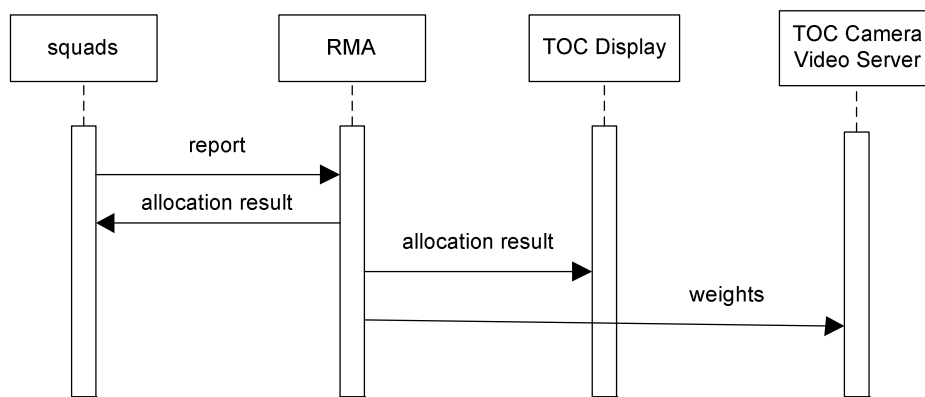 squads
RMA
TOC Display
TOC Camera
Video Server
report
allocation result
allocation result
weights